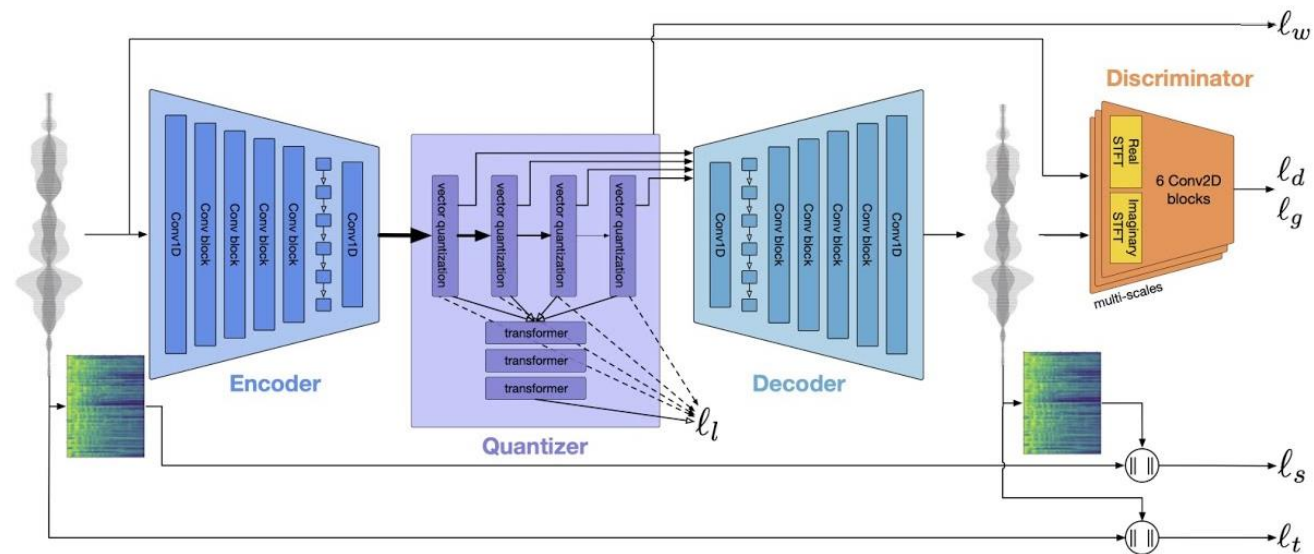 ℓw
Discriminator
Real
STFT
Imaginary
STFT
6 Conv2D
blocks
multi-scales
ℓd
ℓg
Conv1D
Conv block
Conv block
Conv block
Conv block
Conv1D
Encoder
vector quantization
vector quantization
vector quantization
vector quantization
transformer
transformer
transformer
ℓl
Quantizer
Conv1D
Conv block
Conv block
Conv block
Conv block
Conv1D
Decoder
|| ||
ℓs
|| ||
ℓt